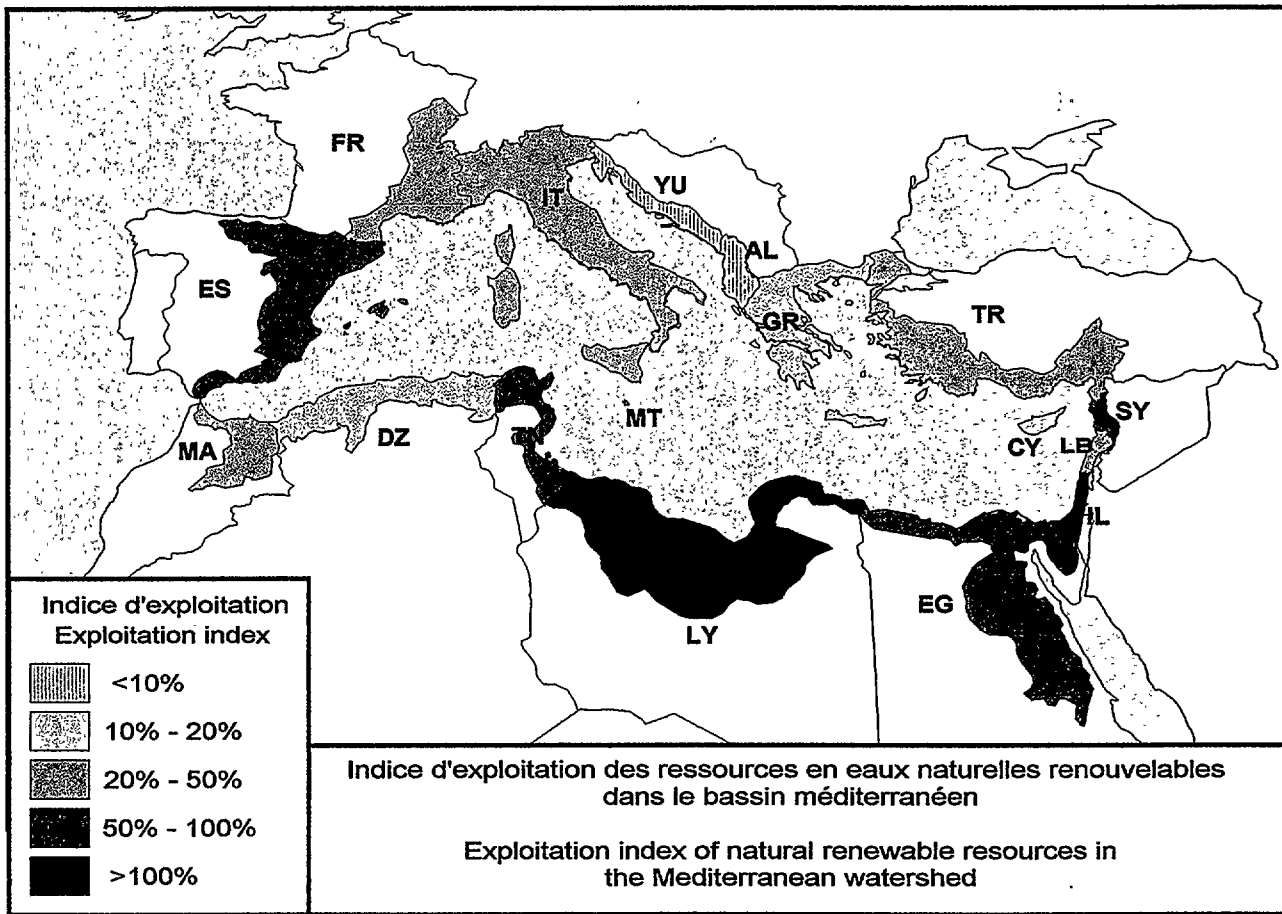 FR
YU
IT
AL
ES
GR
TR
MT
SY
CY
LB
MA
DZ
TN
IL
EG
LY
Indice d'exploitation
Exploitation index
<10%
10% - 20%
20% - 50%
50% - 100%
>100%
Indice d'exploitation des ressources en eaux naturelles renouvelables
dans le bassin méditerranéen
Exploitation index of natural renewable resources in
the Mediterranean watershed